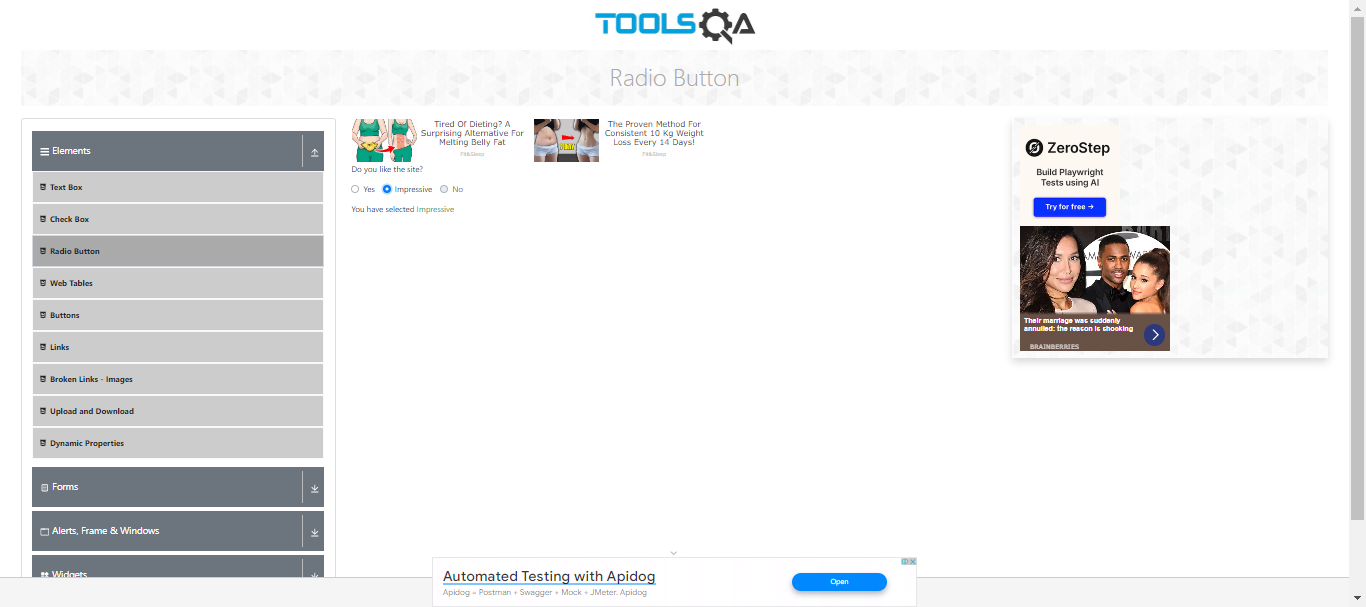 TOOLSQA
Radio Button
Elements
Text Box
Check Box
Radio Button
Web Tables
Buttons
Links
Broken Links - Images
Upload and Download
Dynamic Properties
Forms
Alerts, Frame & Windows
Widgets
Tired Of Dieting? A
Surprising Alternative For
Melting Belly Fat
Fit&Sleep
The Proven Method For
Consistent 10 Kg Weight
Loss Every 14 Days!
Fit&Sleep
Do you like the site?
Yes Impressive No
You have selected Impressive
ZeroStep
Build Playwright
Tests using AI
Try for free →
Their marriage was suddenly
annulled: the reason is shocking
BRAINBERRIES
Automated Testing with Apidog
Apidog = Postman + Swagger + Mock + JMeter. Apidog
Open